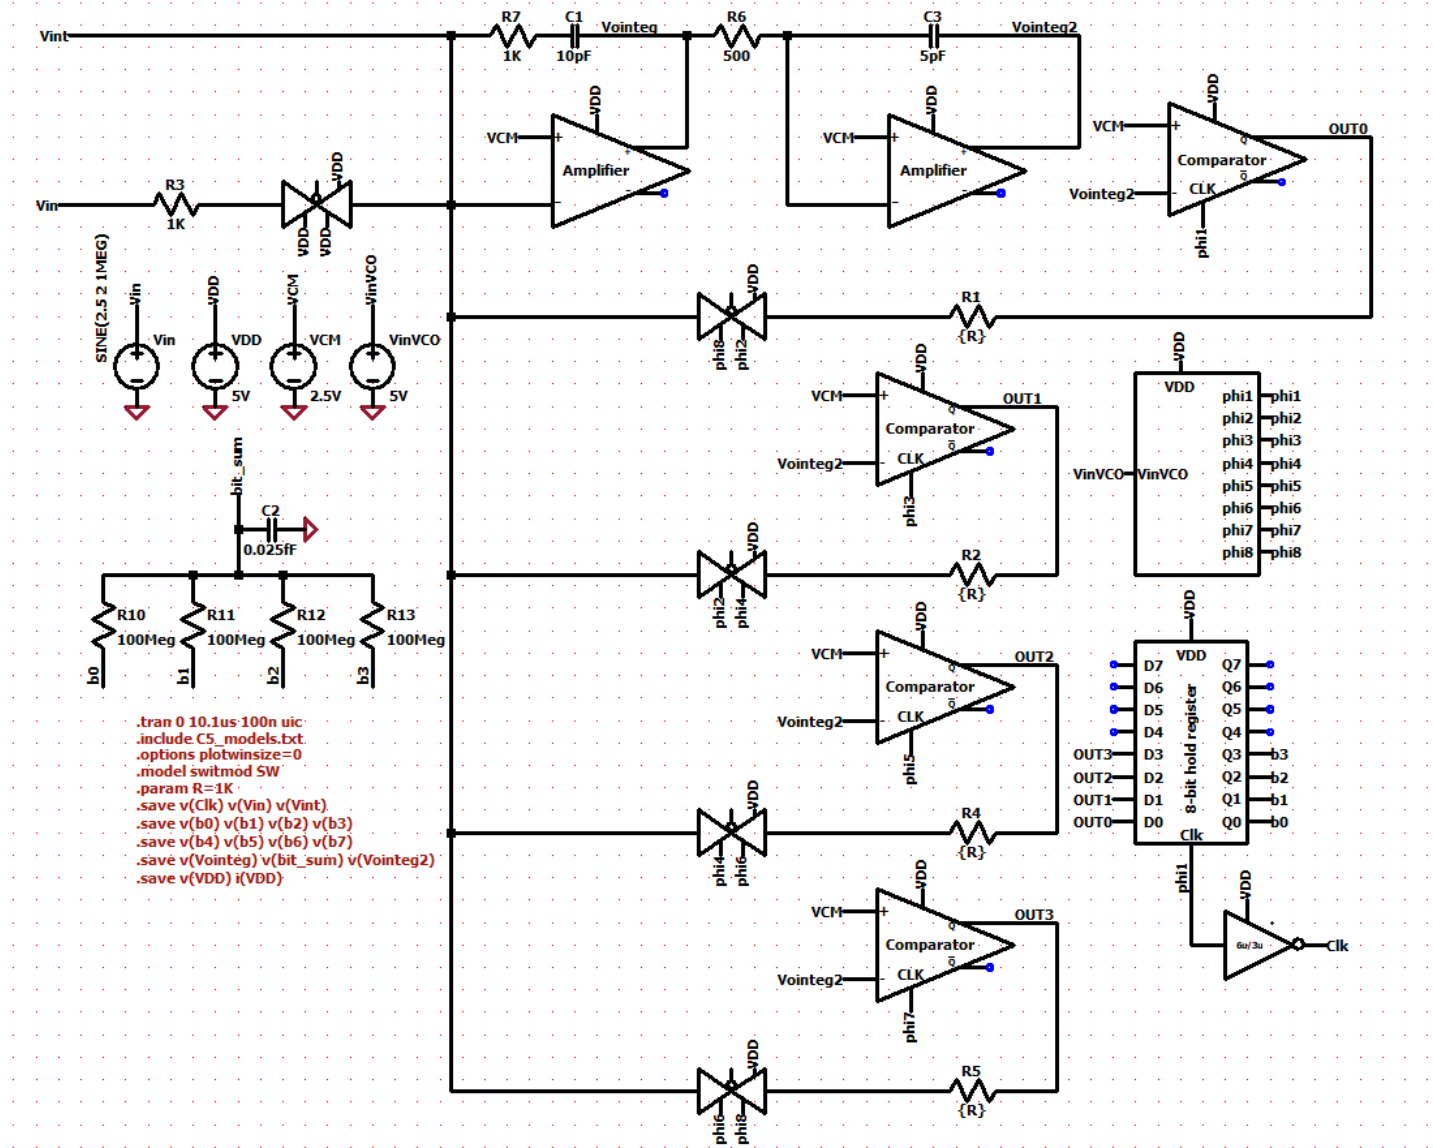 Vint
R7
1K
C1
10pF
Vointeg
R6
500
C3
5pF
Vointeg2
VDD
VCM
+
Amplifier
+
-
-
VDD
VCM
+
Amplifier
+
-
-
VDD
VCM
+
Comparator
Q
Q
OUT0
Vointeg2
-
CLK
phi1
Vin
R3
1K
VDD
VDD
VDD
SINE(2.5 2 1MEG)
Vin
Vin
VDD
VDD
5V
VCM
VCM
2.5V
VinVCO
VinVCO
5V
VDD
phi8
phi2
R1
{R}
VDD
VCM
+
Comparator
Q
Q
OUT1
Vointeg2
-
CLK
phi3
VDD
VDD
VinVCO
VinVCO
phi1
phi1
phi2
phi2
phi3
phi3
phi4
phi4
phi5
phi5
phi6
phi6
phi7
phi7
phi8
phi8
bit_sum
C2
0.025fF
R10
100Meg
b0
R11
100Meg
b1
R12
100Meg
b2
R13
100Meg
b3
VDD
phi2
phi4
R2
{R}
VDD
VCM
+
Comparator
Q
Q
OUT2
Vointeg2
-
CLK
phi5
VDD
VDD
D7
Q7
D6
Q6
D5
Q5
D4
Q4
OUT3
D3
Q3
b3
OUT2
D2
Q2
b2
OUT1
D1
Q1
b1
OUT0
D0
Q0
b0
8-bit hold register
Clk
phi1
VDD
6u/3u
Clk
.tran 0 10.1us 100n uic
.include C5_models.txt
.options plotwinsize=0
.model switmod SW
.param R=1K
.save v(Clk) v(Vin) v(Vint)
.save v(b0) v(b1) v(b2) v(b3)
.save v(b4) v(b5) v(b6) v(b7)
.save v(Vointeg) v(bit_sum) v(Vointeg2)
.save v(VDD) i(VDD)
VDD
phi4
phi6
R4
{R}
VDD
VCM
+
Comparator
Q
Q
OUT3
Vointeg2
-
CLK
phi7
VDD
phi6
phi8
R5
{R}